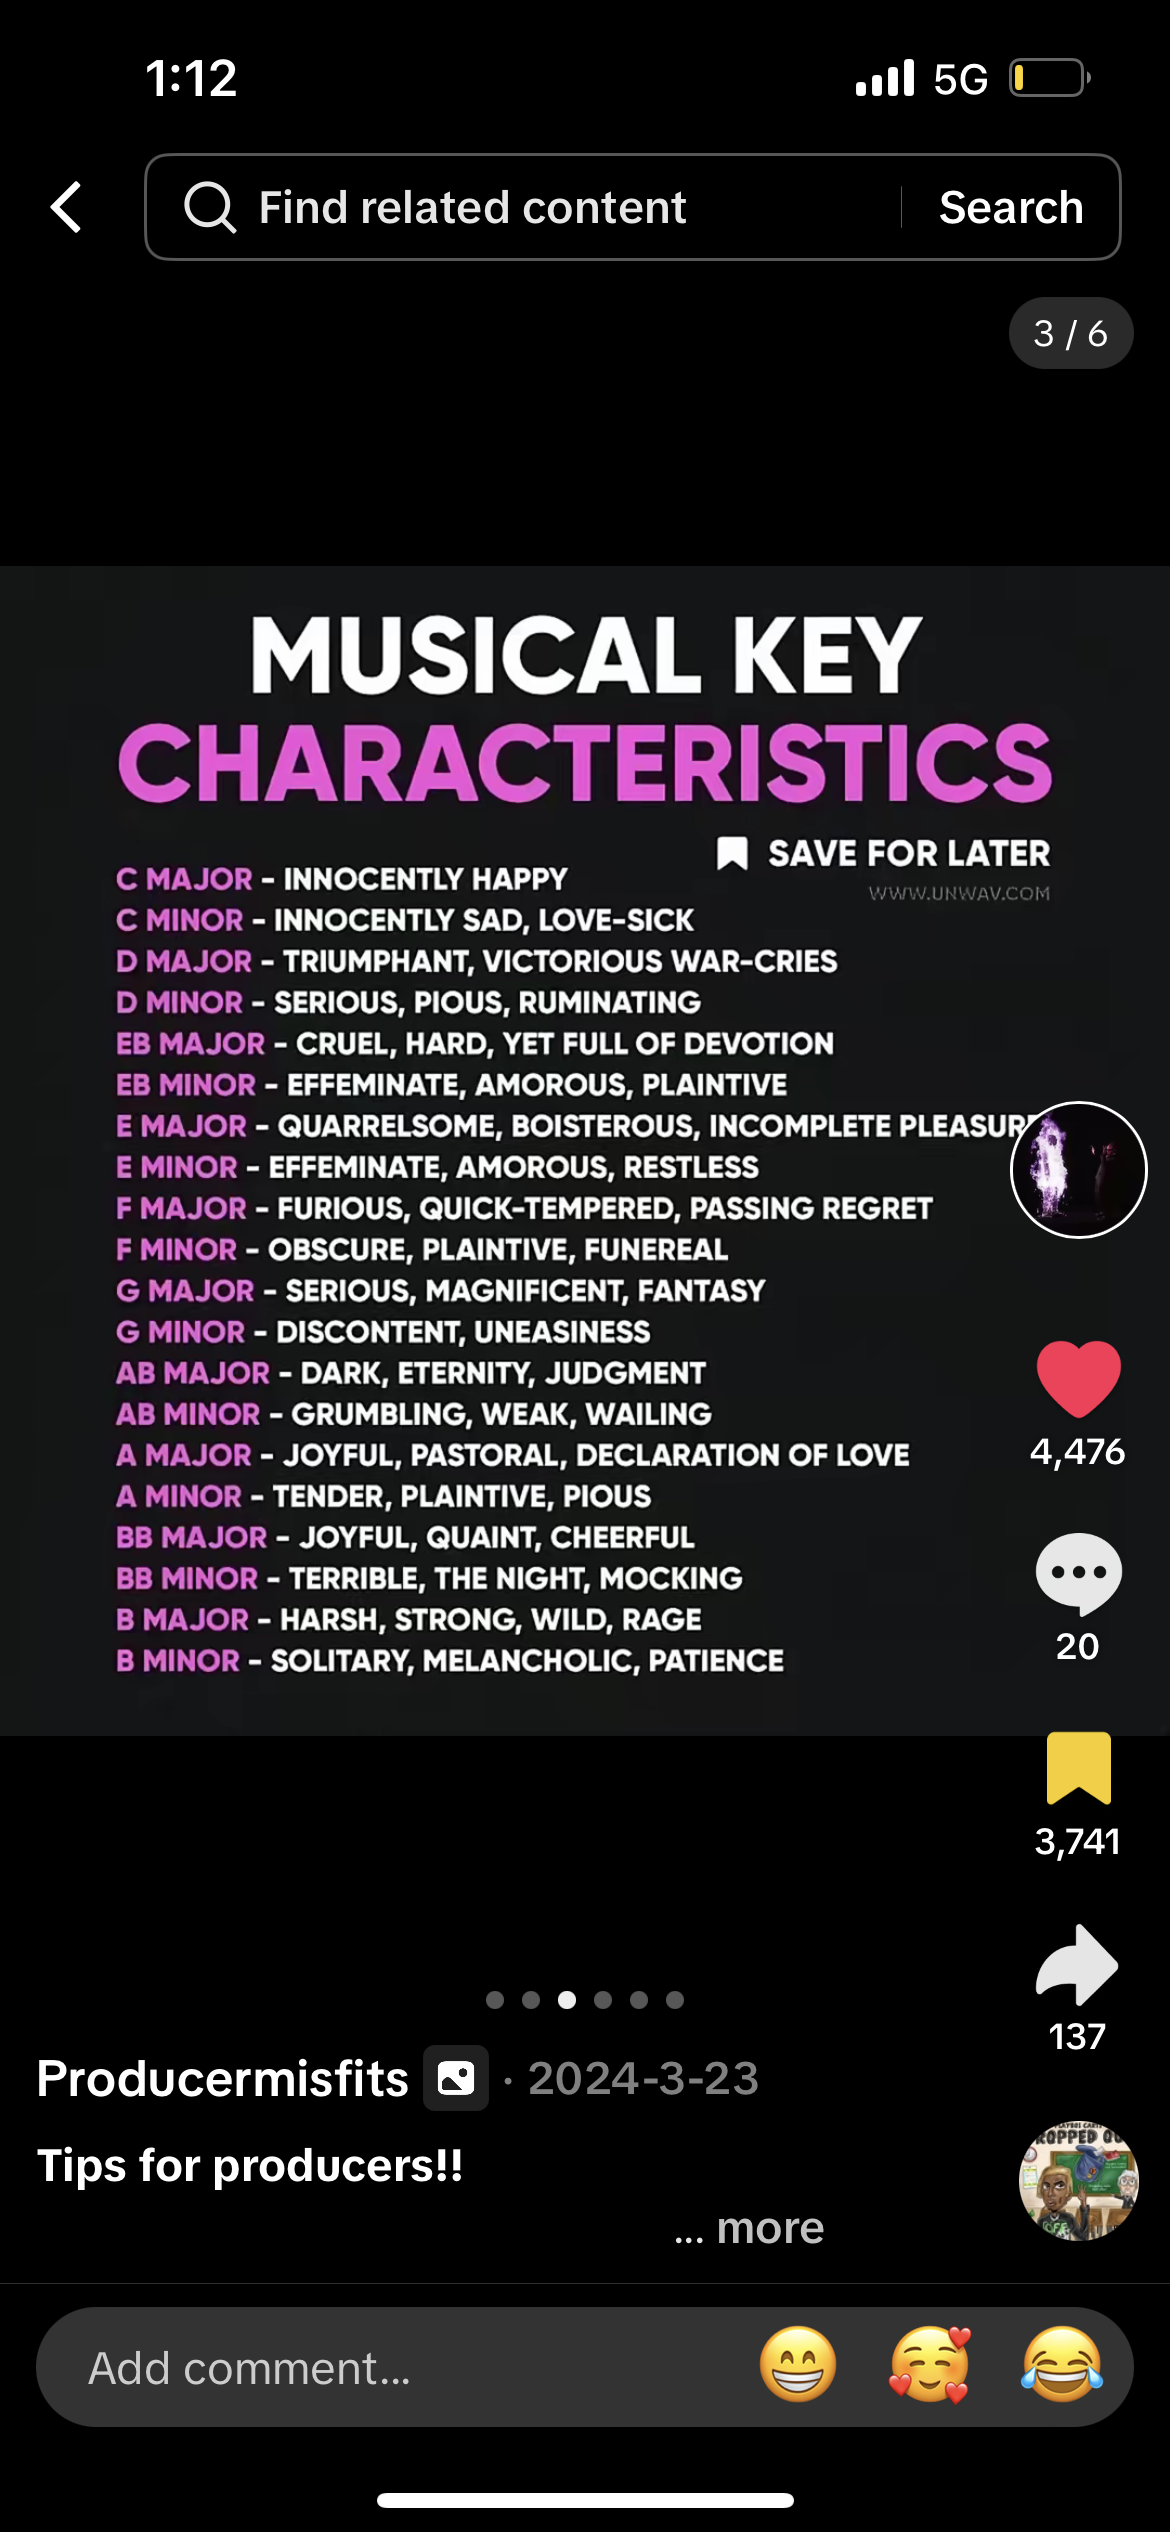 1:12
5G
Find related content
Search
3 / 6
MUSICAL KEY
CHARACTERISTICS
SAVE FOR LATER
WWW.UNWAV.COM
C MAJOR - INNOCENTLY HAPPY
C MINOR - INNOCENTLY SAD, LOVE-SICK
D MAJOR - TRIUMPHANT, VICTORIOUS WAR-CRIES
D MINOR - SERIOUS, PIOUS, RUMINATING
EB MAJOR - CRUEL, HARD, YET FULL OF DEVOTION
EB MINOR - EFFEMINATE, AMOROUS, PLAINTIVE
E MAJOR - QUARRELSOME, BOISTEROUS, INCOMPLETE PLEASURE
E MINOR - EFFEMINATE, AMOROUS, RESTLESS
F MAJOR - FURIOUS, QUICK-TEMPERED, PASSING REGRET
F MINOR - OBSCURE, PLAINTIVE, FUNEREAL
G MAJOR - SERIOUS, MAGNIFICENT, FANTASY
G MINOR - DISCONTENT, UNEASINESS
AB MAJOR - DARK, ETERNITY, JUDGMENT
AB MINOR - GRUMBLING, WEAK, WAILING
A MAJOR - JOYFUL, PASTORAL, DECLARATION OF LOVE
A MINOR - TENDER, PLAINTIVE, PIOUS
BB MAJOR - JOYFUL, QUAINT, CHEERFUL
BB MINOR - TERRIBLE, THE NIGHT, MOCKING
B MAJOR - HARSH, STRONG, WILD, RAGE
B MINOR - SOLITARY, MELANCHOLIC, PATIENCE
4,476
20
3,741
137
Producermisfits · 2024-3-23
Tips for producers!!
... more
Add comment...